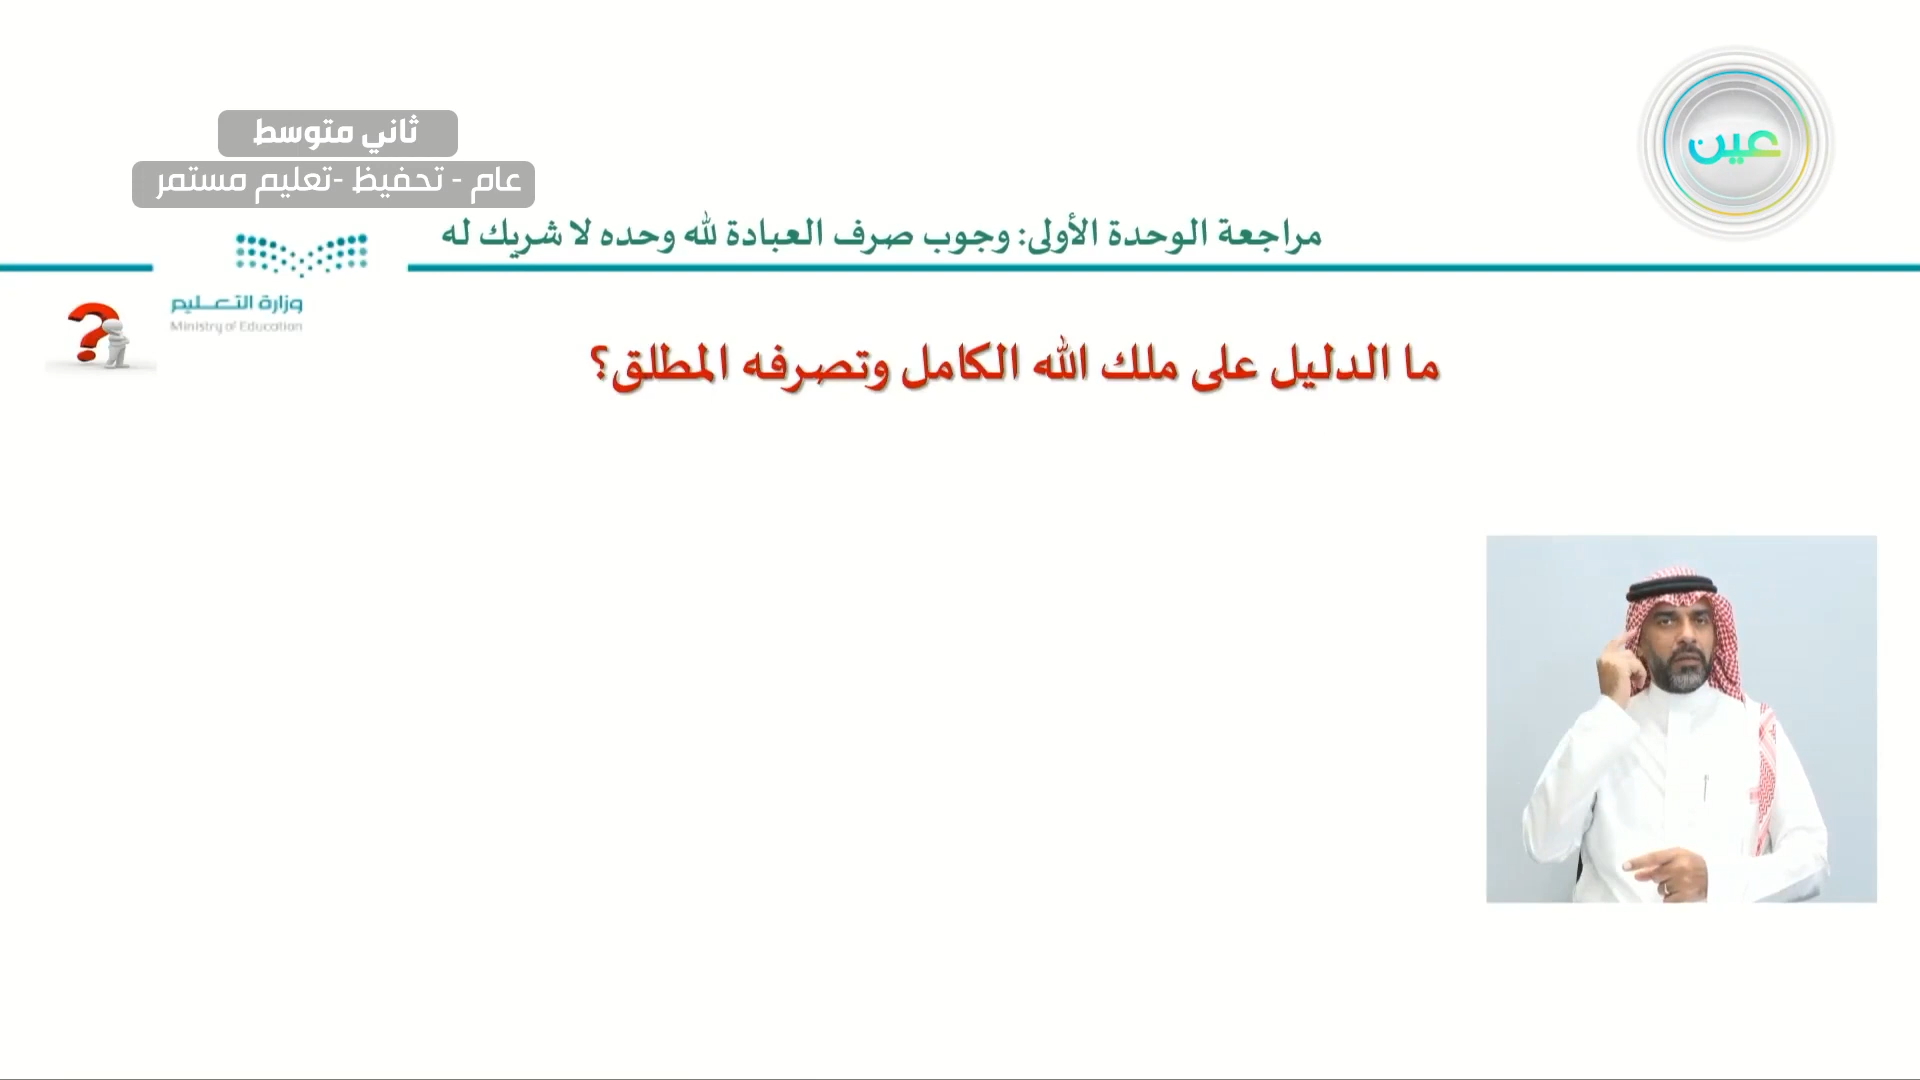 عين
ثاني متوسط
عام - تحفيظ -تعليم مستمر
مراجعة الوحدة الأولى: وجوب صرف العبادة لله وحده لا شريك له
وزارة التعليم
Ministry of Education
ما الدليل على ملك الله الكامل وتصرفه المطلق؟